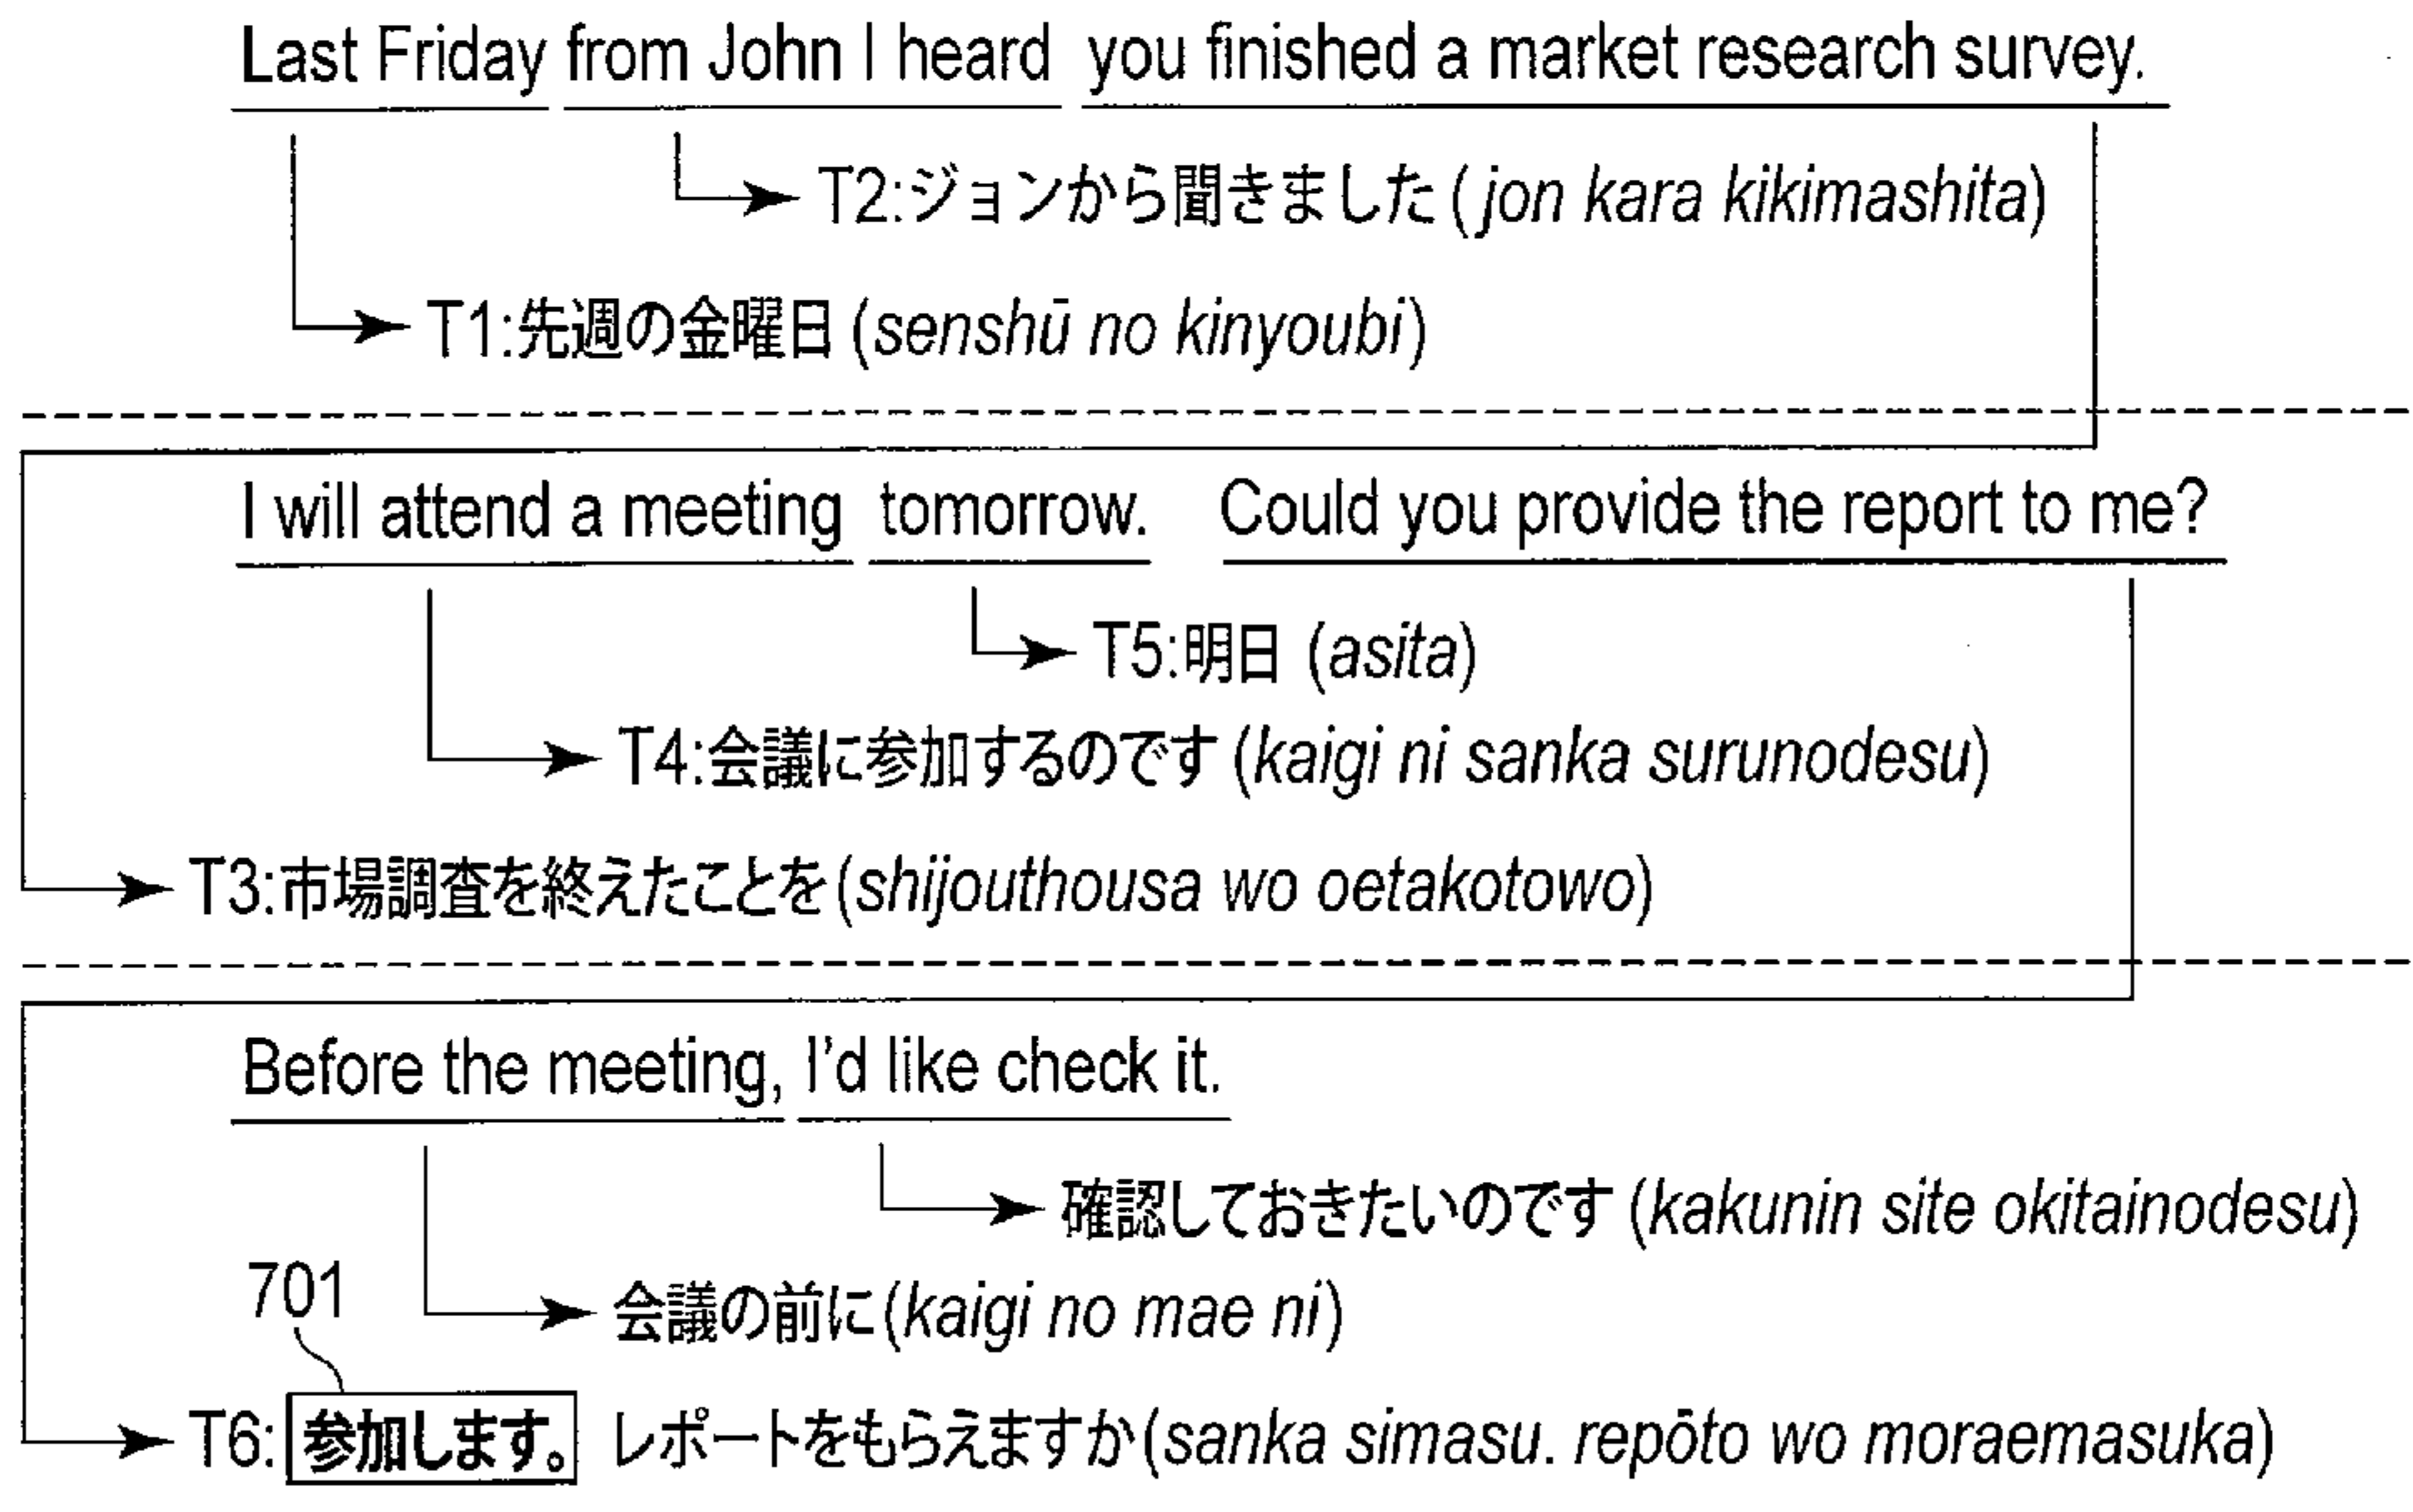 Last Friday from John I heard you finished a market research survey.
T2:ジョンから聞きました (jon kara kikimashita)
T1:先週の金曜日 (senshū no kinyoubi)
I will attend a meeting tomorrow. Could you provide the report to me?
T5:明日 (asita)
T4:会議に参加するのです (kaigi ni sanka surunodesu)
T3:市場調査を終えたことを (shijouthousa wo oetakotowo)
Before the meeting, I'd like check it.
確認しておきたいのです (kakunin site okitainodesu)
701
会議の前に (kaigi no mae ni)
T6: 参加します。 レポートをもらえますか (sanka simasu. repōto wo moraemasuka)